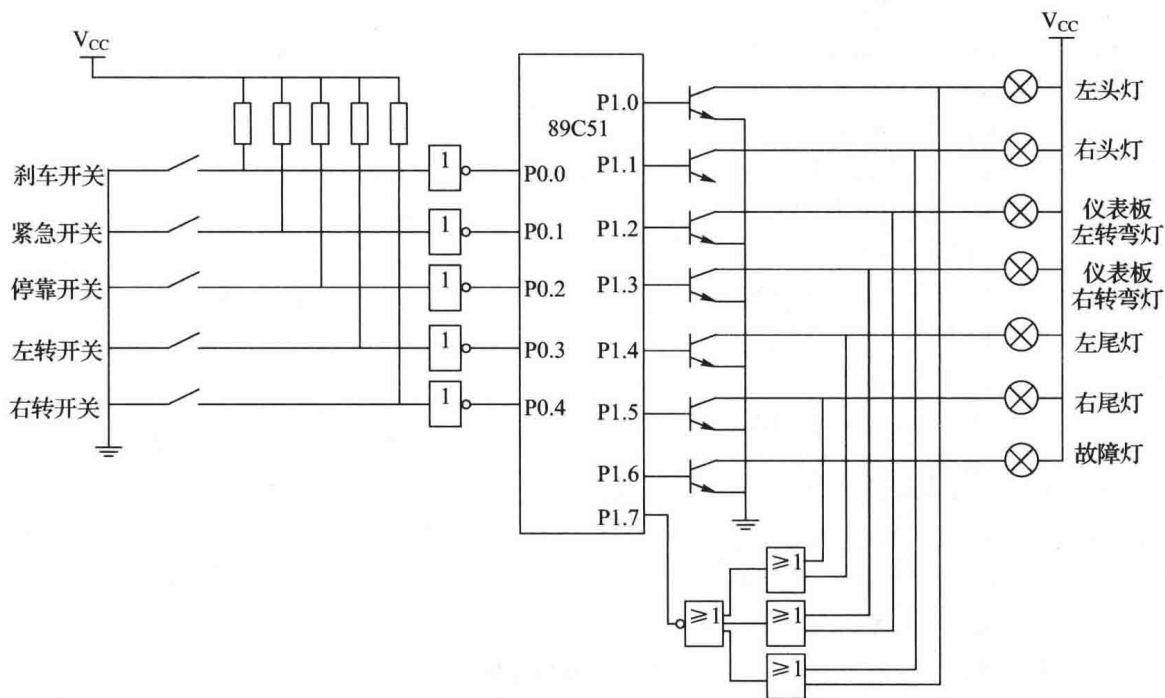 V_CC
V_CC
89C51
刹车开关
紧急开关
停靠开关
左转开关
右转开关
1
1
1
1
1
P0.0
P0.1
P0.2
P0.3
P0.4
P1.0
P1.1
P1.2
P1.3
P1.4
P1.5
P1.6
P1.7
左头灯
右头灯
仪表板
左转弯灯
仪表板
右转弯灯
左尾灯
右尾灯
故障灯
≥1
≥1
≥1
≥1